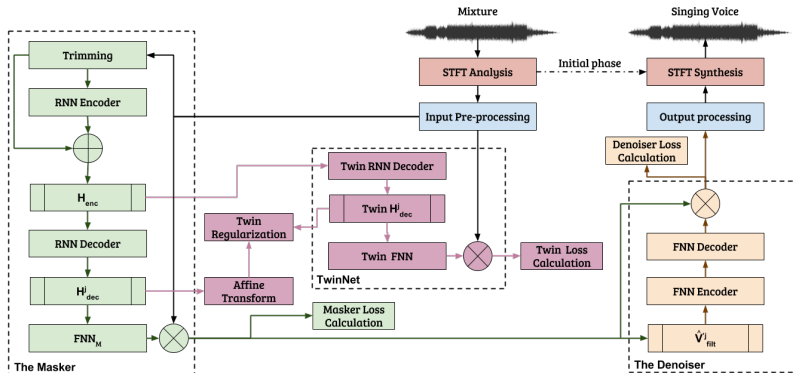 Mixture
Singing Voice
Trimming
STFT Analysis
Initial phase
STFT Synthesis
RNN Encoder
Input Pre-processing
Output processing
Denoiser Loss
Calculation
Twin RNN Decoder
H_enc
Twin H^j_dec
Twin
Regularization
RNN Decoder
FNN Decoder
Twin FNN
Twin Loss
Calculation
TwinNet
H^j_dec
Affine
Transform
FNN Encoder
Masker Loss
Calculation
FNN_M
V̂'^j_filt
The Masker
The Denoiser